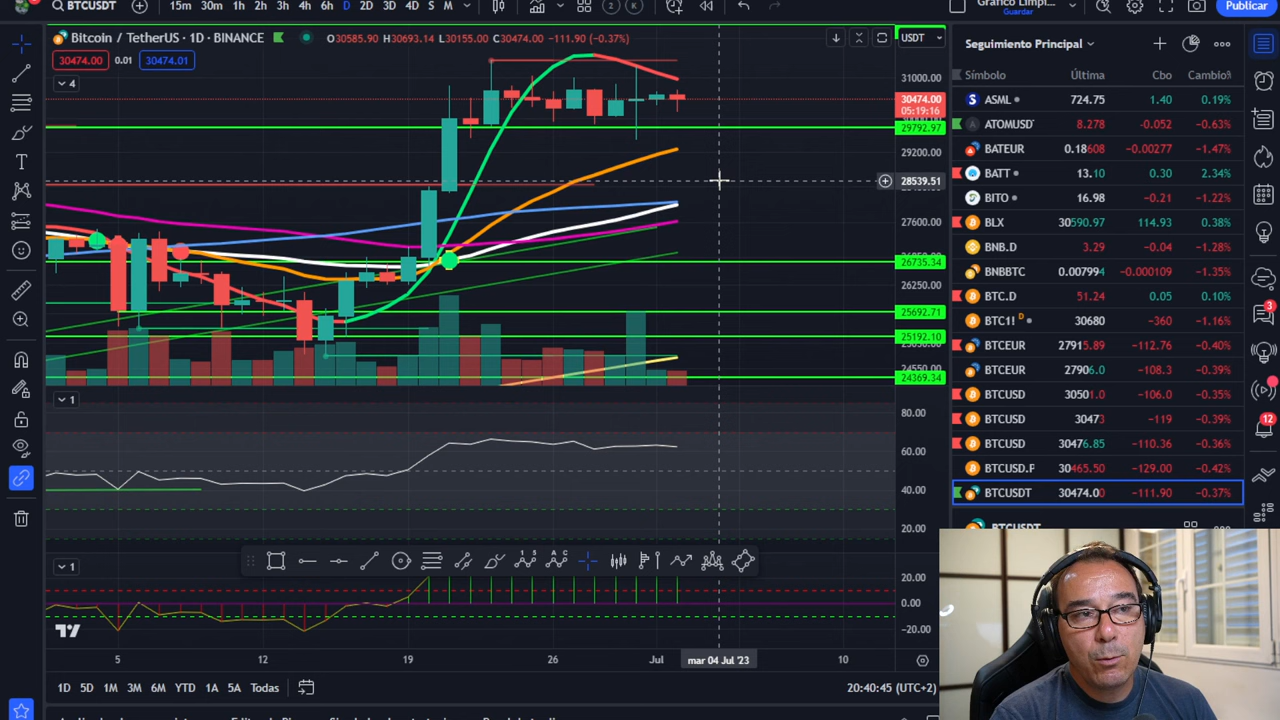 BTCUSDT
15m 30m 1h 2h 3h 4h 6h D 2D 3D 4D S M
2 K
Guardar
Publicar
Bitcoin / TetherUS · 1D · BINANCE
O30585.90 H30693.14 L30155.00 C30474.00 −111.90 (−0.37%)
USDT
30474.00 0.01 30474.01
4
31000.00
30474.00
05:19:16
29792.97
29200.00
28539.51
27600.00
26735.34
26250.00
25692.71
25192.10
24550.00
24369.34
1
80.00
60.00
40.00
20.00
1
20.00
0.00
−20.00
5 12 19 26 Jul mar 04 Jul '23 10
1D 5D 1M 3M 6M YTD 1A 5A Todas
20:40:45 (UTC+2)
Seguimiento Principal
Símbolo Última Cbo Cambio%
ASML 724.75 1.40 0.19%
ATOMUSD 8.278 −0.052 −0.63%
BATEUR 0.18608 −0.00277 −1.47%
BATT 13.10 0.30 2.34%
BITO 16.98 −0.21 −1.22%
BLX 30590.97 114.93 0.38%
BNB.D 3.29 −0.04 −1.28%
BNBBTC 0.007994 −0.000109 −1.35%
BTC.D 51.24 0.05 0.10%
BTC1! D 30680 −360 −1.16%
BTCEUR 27915.89 −112.76 −0.40%
BTCEUR 27906.0 −108.3 −0.39%
BTCUSD 30501.0 −106.0 −0.35%
BTCUSD 30473 −119 −0.39%
BTCUSD 30476.85 −110.36 −0.36%
BTCUSD.P 30465.50 −129.00 −0.42%
BTCUSDT 30474.00 −111.90 −0.37%
BTCUSDT
3
12